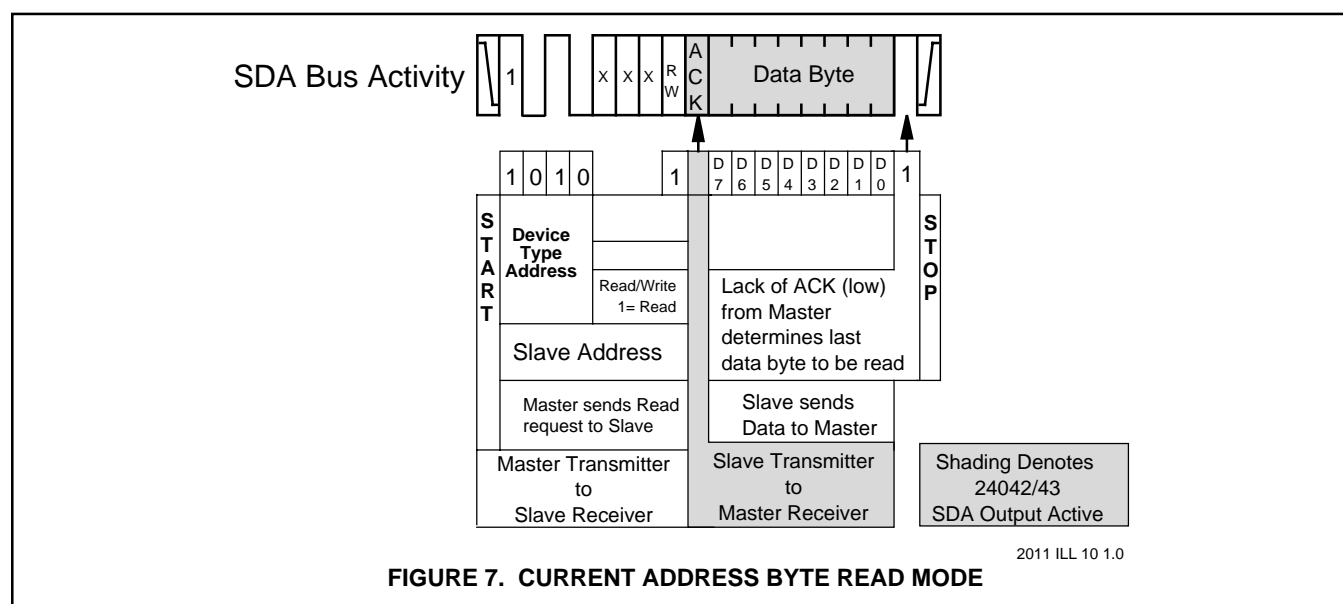 SDA Bus Activity
1
X X X
R
W
A
C
K
Data Byte
1 0 1 0
1
D
7
D
6
D
5
D
4
D
3
D
2
D
1
D
0
1
S
T
A
R
T
Device
Type
Address
S
T
O
P
Read/Write
1= Read
Lack of ACK (low)
from Master
determines last
data byte to be read
Slave Address
Master sends Read
request to Slave
Slave sends
Data to Master
Master Transmitter
to
Slave Receiver
Slave Transmitter
to
Master Receiver
Shading Denotes
24042/43
SDA Output Active
2011 ILL 10 1.0
FIGURE 7. CURRENT ADDRESS BYTE READ MODE